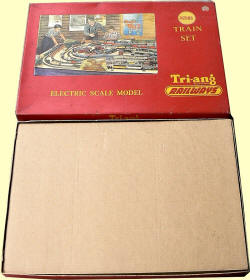 TRAIN
SET
Tri-ang
RAILWAYS
ELECTRIC SCALE MODEL